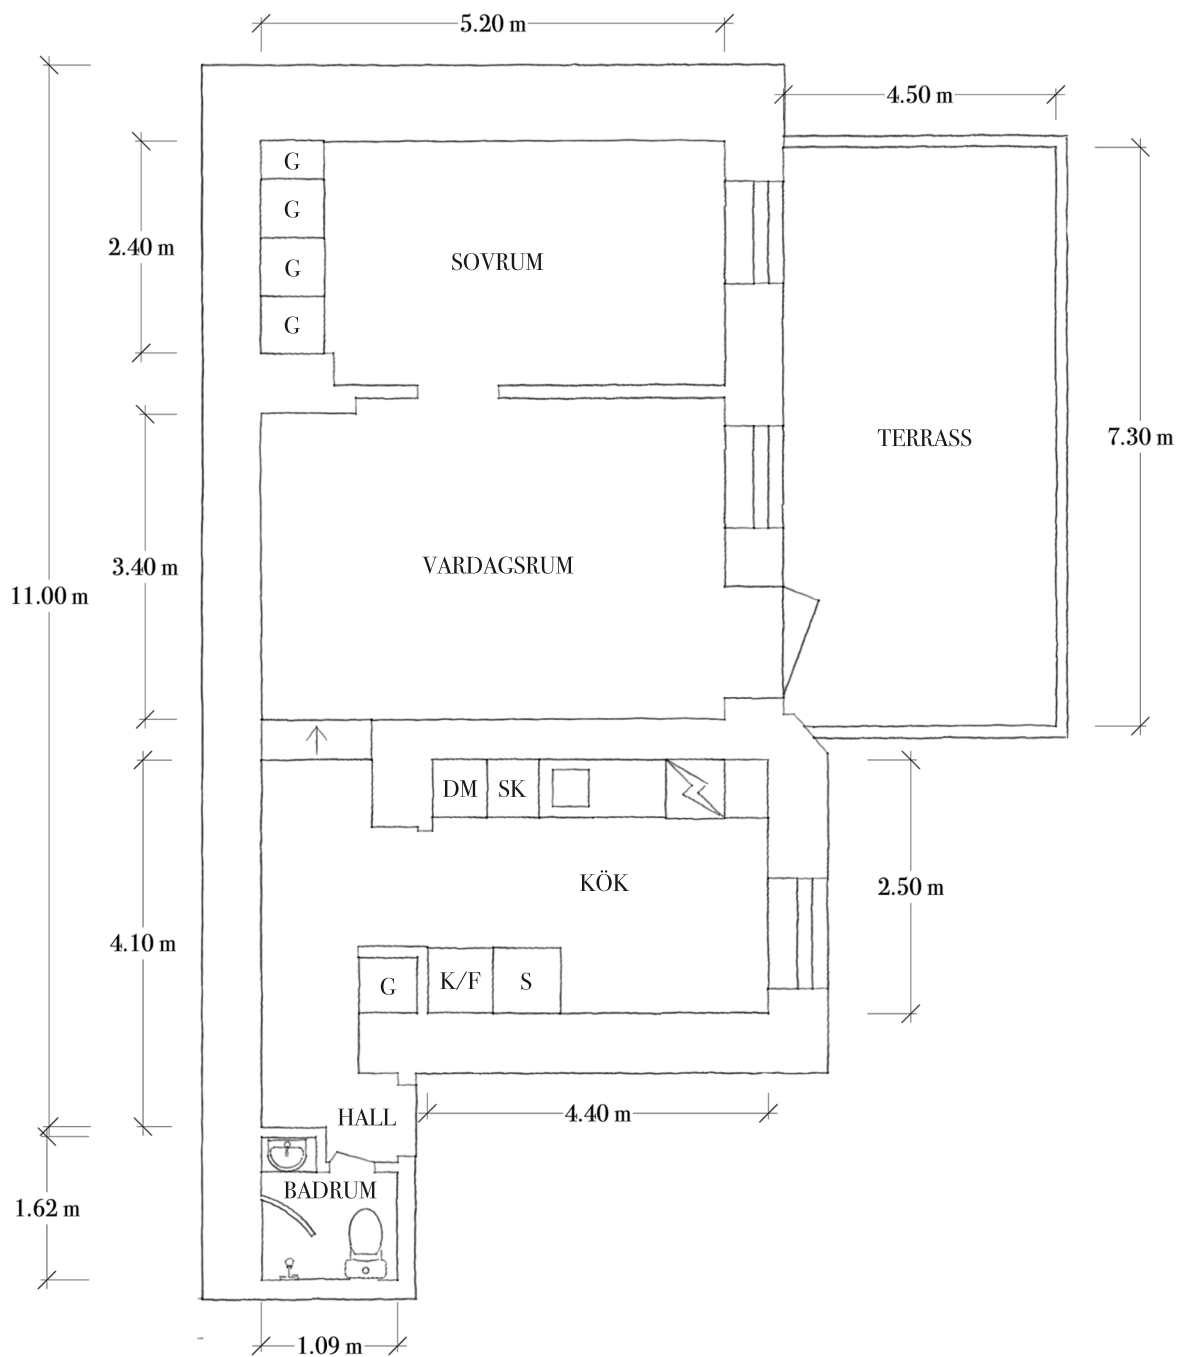 5.20 m
4.50 m
G
G
2.40 m
SOVRUM
G
G
TERRASS
7.30 m
3.40 m
VARDAGSRUM
11.00 m
DM
SK
KÖK
2.50 m
4.10 m
G
K/F
S
HALL
4.40 m
BADRUM
1.62 m
1.09 m